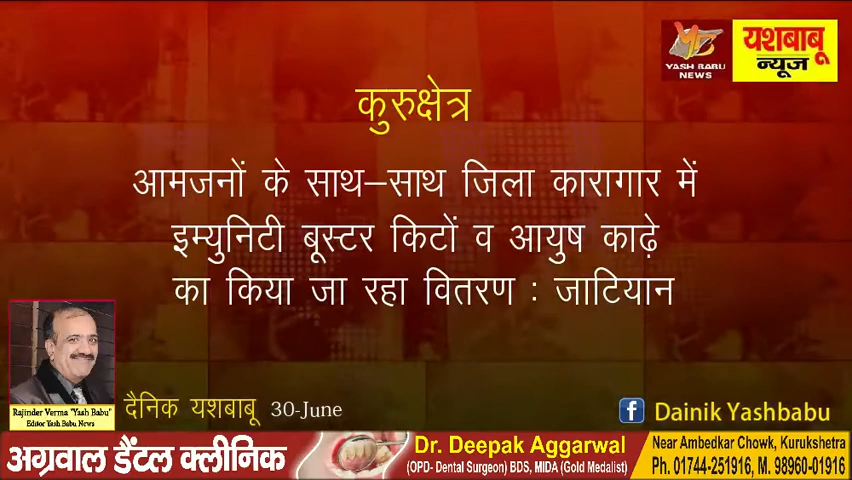 YASH BABU
NEWS
यशबाबू
न्यूज
कुरुक्षेत्र
आमजनों के साथ-साथ जिला कारागार में
इम्युनिटी बूस्टर किटों व आयुष काढ़े
का किया जा रहा वितरण : जाटियान
Rajinder Verma "Yash Babu"
Editor Yash Babu News
दैनिक यशबाबू 30-June
Dainik Yashbabu
अग्रवाल डैंटल क्लीनिक
Dr. Deepak Aggarwal
(OPD- Dental Surgeon) BDS, MIDA (Gold Medalist)
Near Ambedkar Chowk, Kurukshetra
Ph. 01744-251916, M. 98960-01916